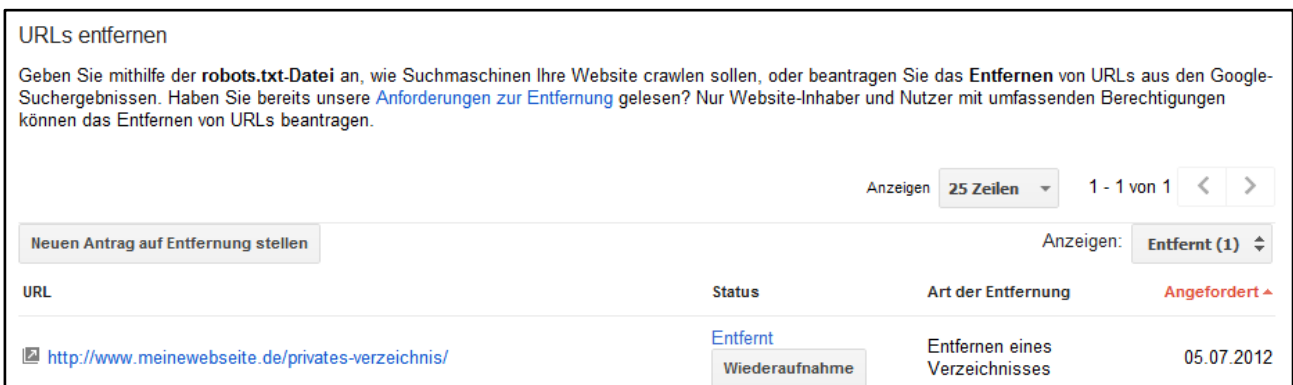 URLs entfernen
Geben Sie mithilfe der robots.txt-Datei an, wie Suchmaschinen Ihre Website crawlen sollen, oder beantragen Sie das Entfernen von URLs aus den Google-
Suchergebnissen. Haben Sie bereits unsere Anforderungen zur Entfernung gelesen? Nur Website-Inhaber und Nutzer mit umfassenden Berechtigungen
können das Entfernen von URLs beantragen.
Anzeigen 25 Zeilen 1 - 1 von 1
Neuen Antrag auf Entfernung stellen Anzeigen: Entfernt (1)
URL Status Art der Entfernung Angefordert
http://www.meinewebseite.de/privates-verzeichnis/ Entfernt Wiederaufnahme Entfernen eines Verzeichnisses 05.07.2012